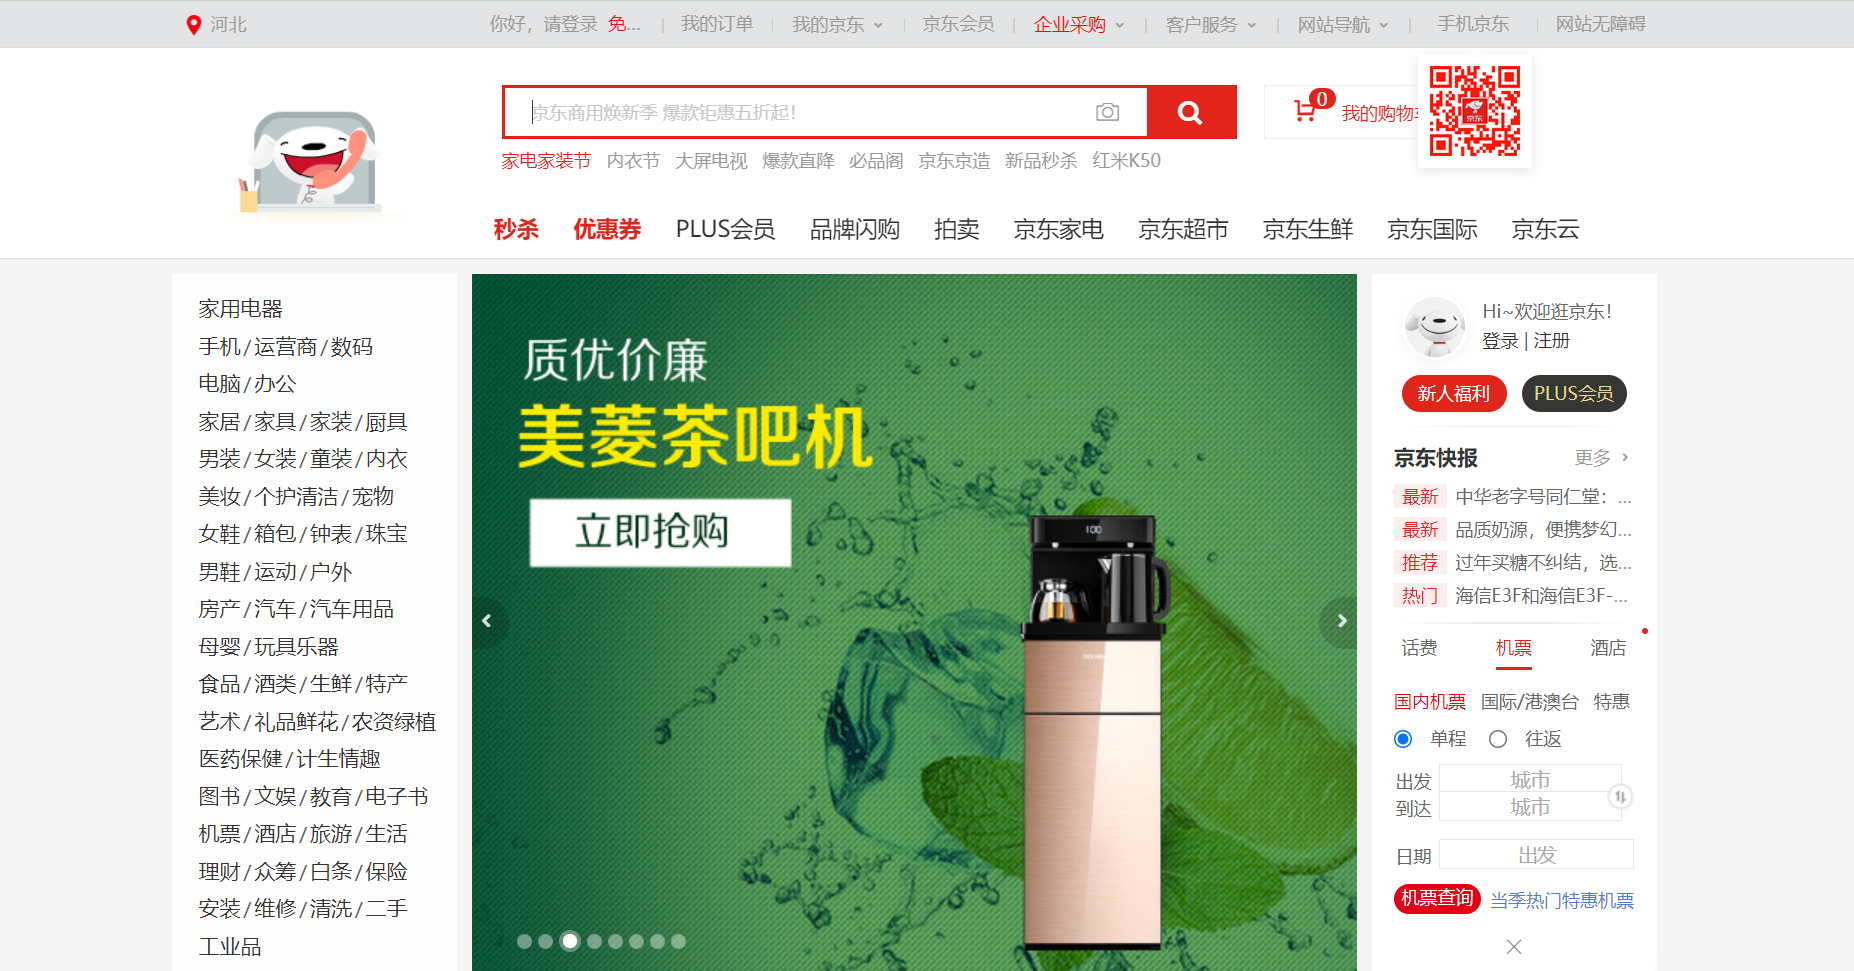 河北
你好，请登录 免... 我的订单 我的京东 京东会员 企业采购 客户服务 网站导航 手机京东 网站无障碍
京东商用焕新季 爆款钜惠五折起！
0
我的购物车
京东
家电家装节 内衣节 大屏电视 爆款直降 必品阁 京东京造 新品秒杀 红米K50
秒杀 优惠券 PLUS会员 品牌闪购 拍卖 京东家电 京东超市 京东生鲜 京东国际 京东云
家用电器
手机/运营商/数码
电脑/办公
家居/家具/家装/厨具
男装/女装/童装/内衣
美妆/个护清洁/宠物
女鞋/箱包/钟表/珠宝
男鞋/运动/户外
房产/汽车/汽车用品
母婴/玩具乐器
食品/酒类/生鲜/特产
艺术/礼品鲜花/农资绿植
医药保健/计生情趣
图书/文娱/教育/电子书
机票/酒店/旅游/生活
理财/众筹/白条/保险
安装/维修/清洗/二手
工业品
质优价廉
美菱茶吧机
立即抢购
100
Hi~欢迎逛京东！
登录 | 注册
新人福利 PLUS会员
京东快报 更多
最新 中华老字号同仁堂：...
最新 品质奶源，便携梦幻...
推荐 过年买糖不纠结，选...
热门 海信E3F和海信E3F-...
话费 机票 酒店
国内机票 国际/港澳台 特惠
单程 往返
出发 城市
到达 城市
日期 出发
机票查询 当季热门特惠机票